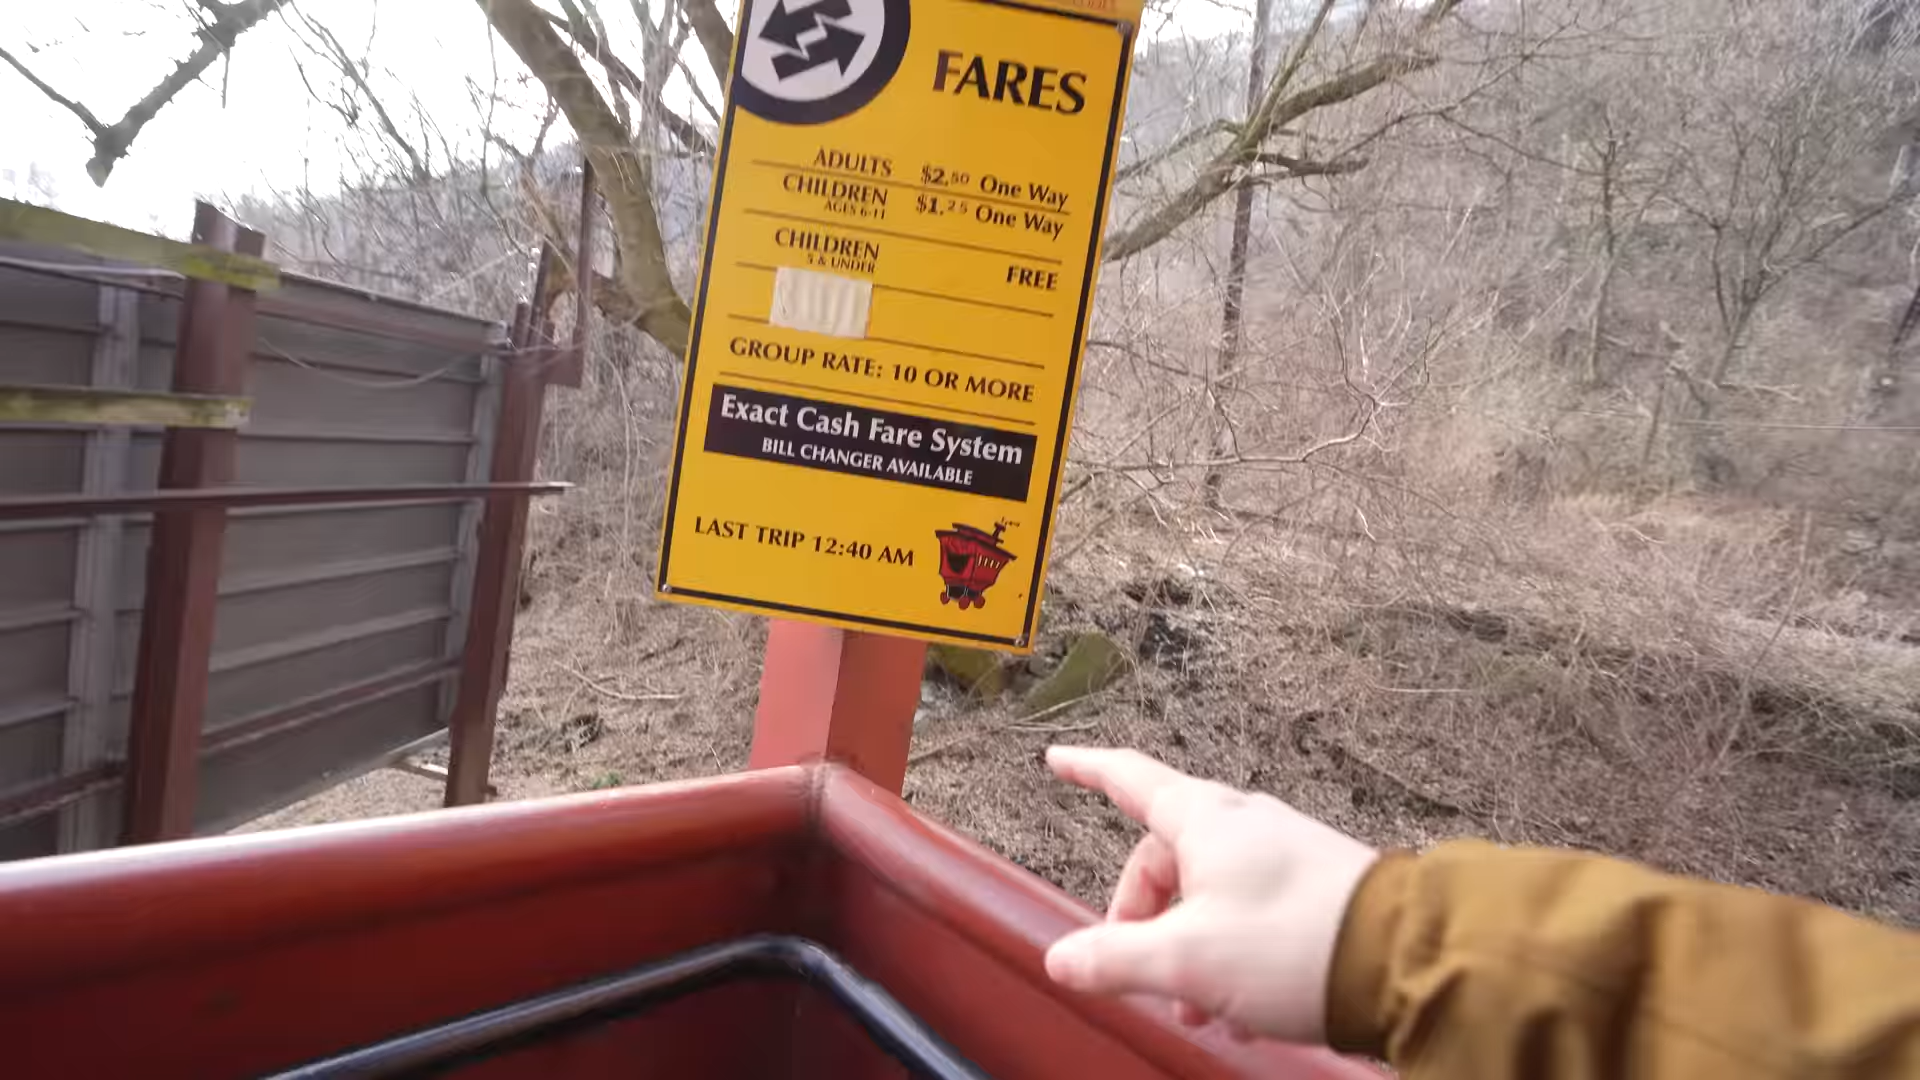 FARES
ADULTS $2.50 One Way
CHILDREN $1.25 One Way
AGES 6-11
CHILDREN
5 & UNDER FREE
GROUP RATE: 10 OR MORE
Exact Cash Fare System
BILL CHANGER AVAILABLE
LAST TRIP 12:40 AM